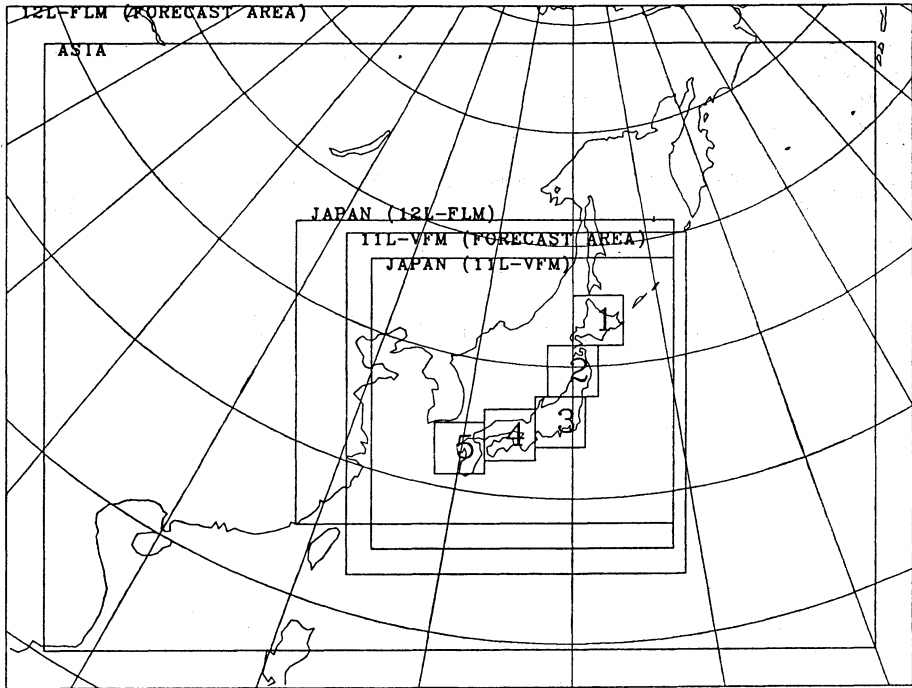 12L-FLM (FORECAST AREA)
ASIA
JAPAN (12L-FLM)
11L-VFM (FORECAST AREA)
JAPAN (11L-VFM)
1
2
3
4
5